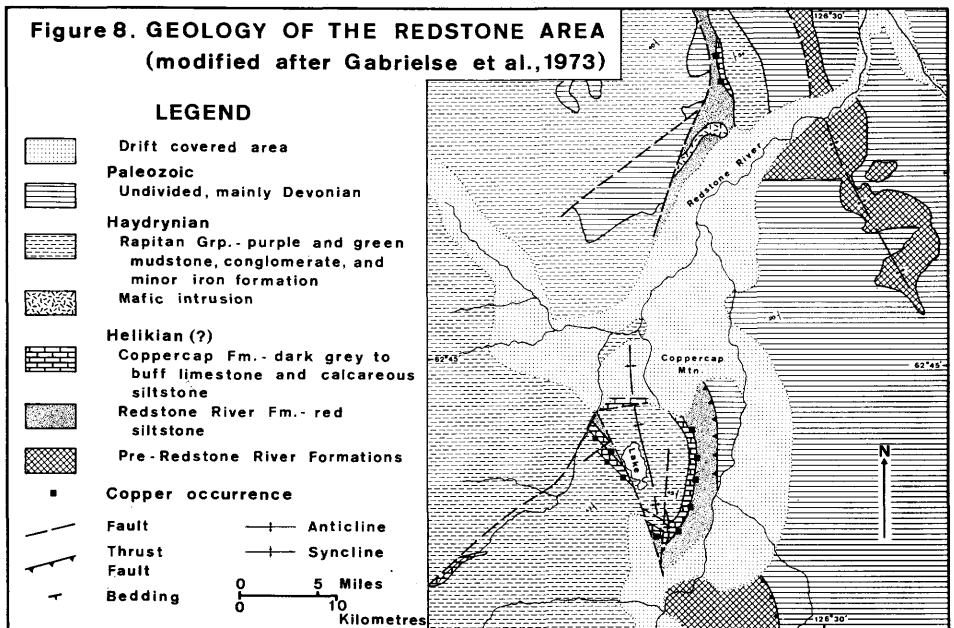 Figure 8. GEOLOGY OF THE REDSTONE AREA
(modified after Gabrielse et al., 1973)
LEGEND
Drift covered area
Paleozoic
Undivided, mainly Devonian
Haydrynian
Rapitan Grp. - purple and green
mudstone, conglomerate, and
minor iron formation
Mafic intrusion
Helikian (?)
Coppercap Fm. - dark grey to
buff limestone and calcareous
siltstone
Redstone River Fm. - red
siltstone
Pre-Redstone River Formations
Copper occurrence
Fault
Anticline
Thrust
Fault
Syncline
Bedding
0 5 Miles
0 10
Kilometres
126°30'
Redstone River
62°45'
Coppercap
Mtn.
62°45'
Lake
N
126°30'